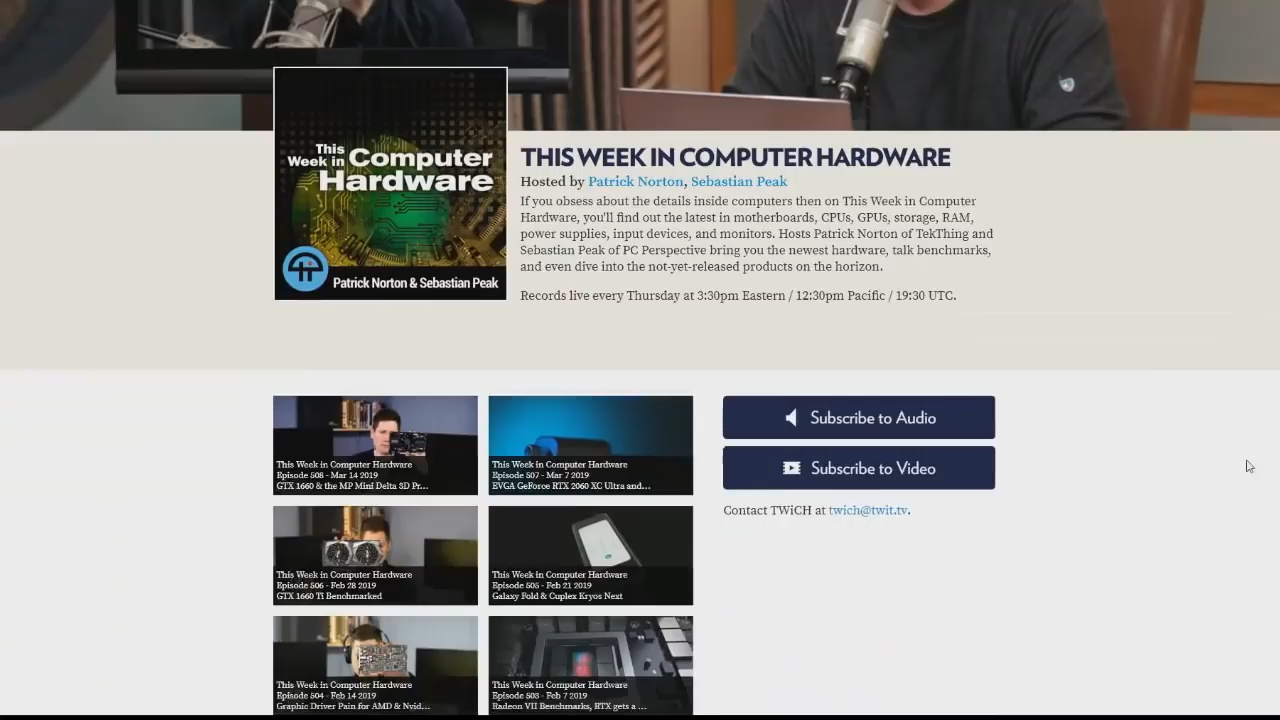 This
Week in Computer
Hardware
Patrick Norton & Sebastian Peak
THIS WEEK IN COMPUTER HARDWARE
Hosted by Patrick Norton, Sebastian Peak
If you obsess about the details inside computers then on This Week in Computer
Hardware, you'll find out the latest in motherboards, CPUs, GPUs, storage, RAM,
power supplies, input devices, and monitors. Hosts Patrick Norton of TekThing and
Sebastian Peak of PC Perspective bring you the newest hardware, talk benchmarks,
and even dive into the not-yet-released products on the horizon.
Records live every Thursday at 3:30pm Eastern / 12:30pm Pacific / 19:30 UTC.
This Week in Computer Hardware
Episode 508 - Mar 14 2019
GTX 1660 & the MP Mini Delta 3D Pr...
This Week in Computer Hardware
Episode 507 - Mar 7 2019
EVGA GeForce RTX 2060 XC Ultra and...
This Week in Computer Hardware
Episode 506 - Feb 28 2019
GTX 1660 Ti Benchmarked
This Week in Computer Hardware
Episode 505 - Feb 21 2019
Galaxy Fold & Cuplex Kryos Next
This Week in Computer Hardware
Episode 504 - Feb 14 2019
Graphic Driver Pain for AMD & Nvid...
This Week in Computer Hardware
Episode 503 - Feb 7 2019
Radeon VII Benchmarks, RTX gets a ...
Subscribe to Audio
Subscribe to Video
Contact TWiCH at twich@twit.tv.